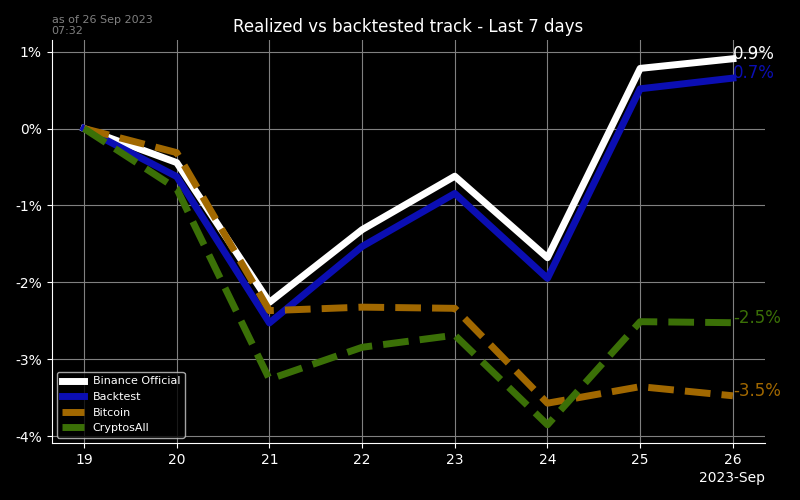 as of 26 Sep 2023
07:32
Realized vs backtested track - Last 7 days
1%
0%
-1%
-2%
-3%
-4%
0.9%
0.7%
-2.5%
-3.5%
Binance Official
Backtest
Bitcoin
CryptosAll
19 20 21 22 23 24 25 26
2023-Sep